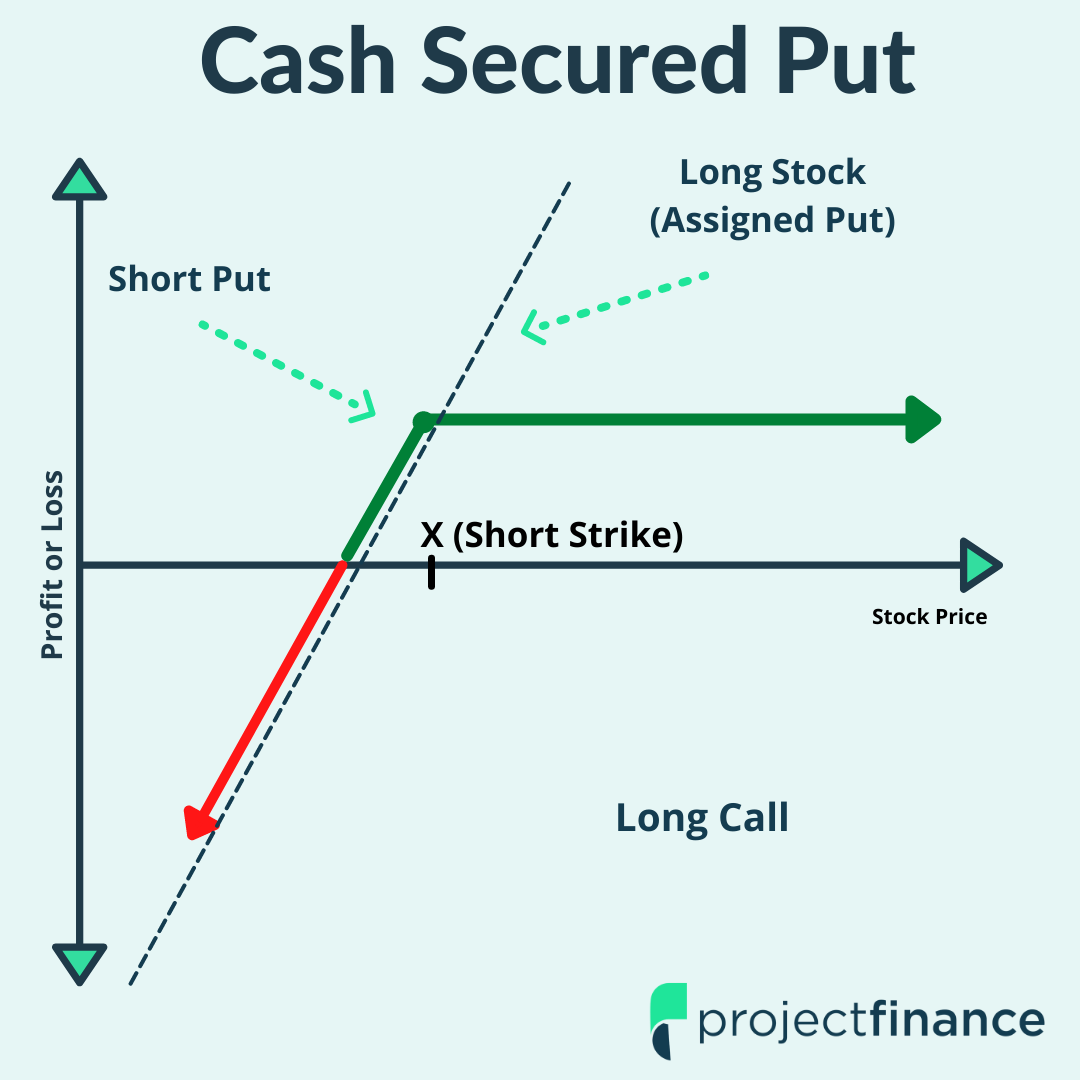 Cash Secured Put
Long Stock
(Assigned Put)
Short Put
X (Short Strike)
Profit or Loss
Stock Price
Long Call
projectfinance